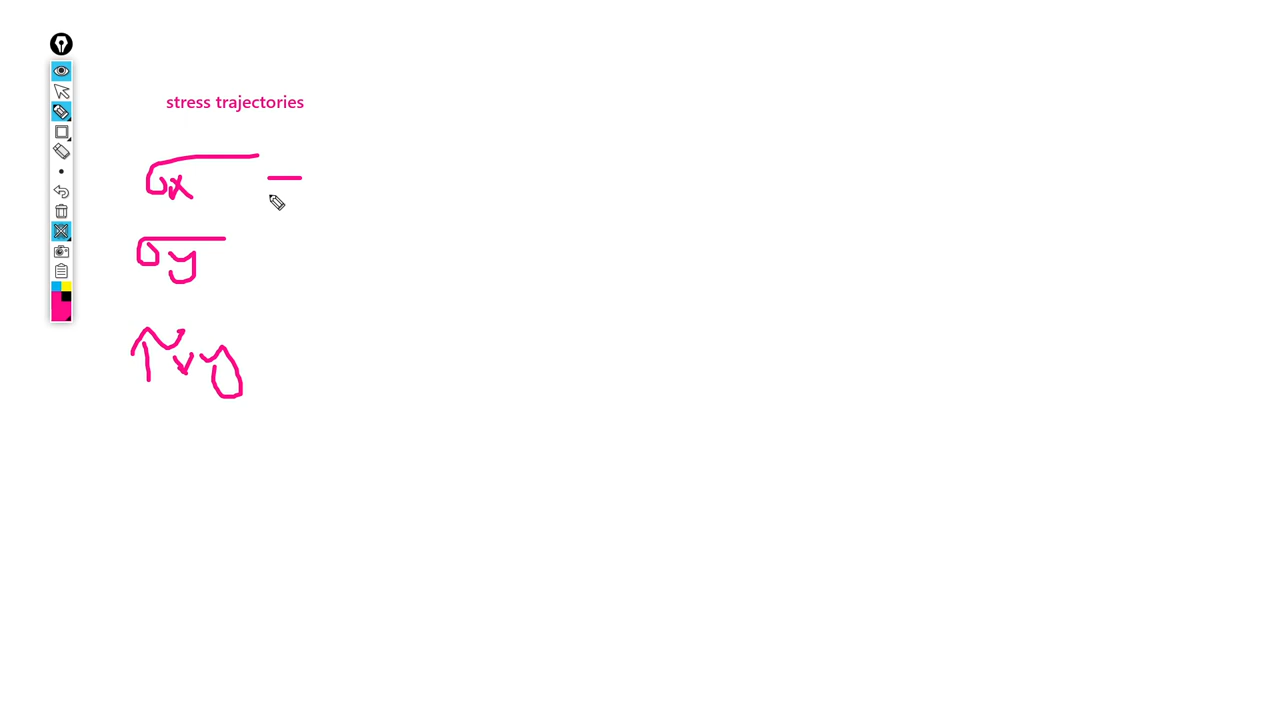 stress trajectories
σx —
σy
τxy